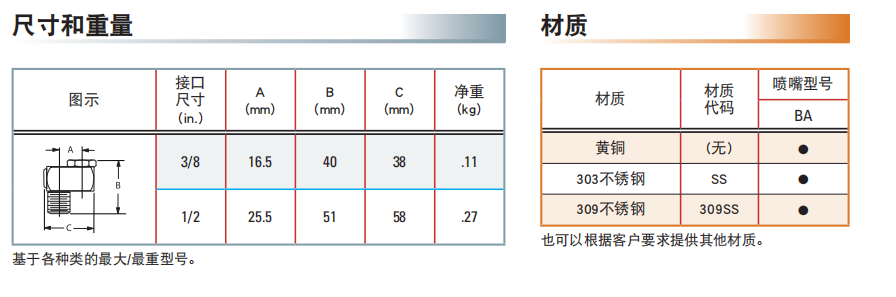 尺寸和重量
图示 接口尺寸 (in.) A (mm) B (mm) C (mm) 净重 (kg)
A
B
C
3/8 16.5 40 38 .11
1/2 25.5 51 58 .27
基于各种类的最大/最重型号。
材质
材质 材质代码 喷嘴型号
BA
黄铜 (无) ●
303不锈钢 SS ●
309不锈钢 309SS ●
也可以根据客户要求提供其他材质。